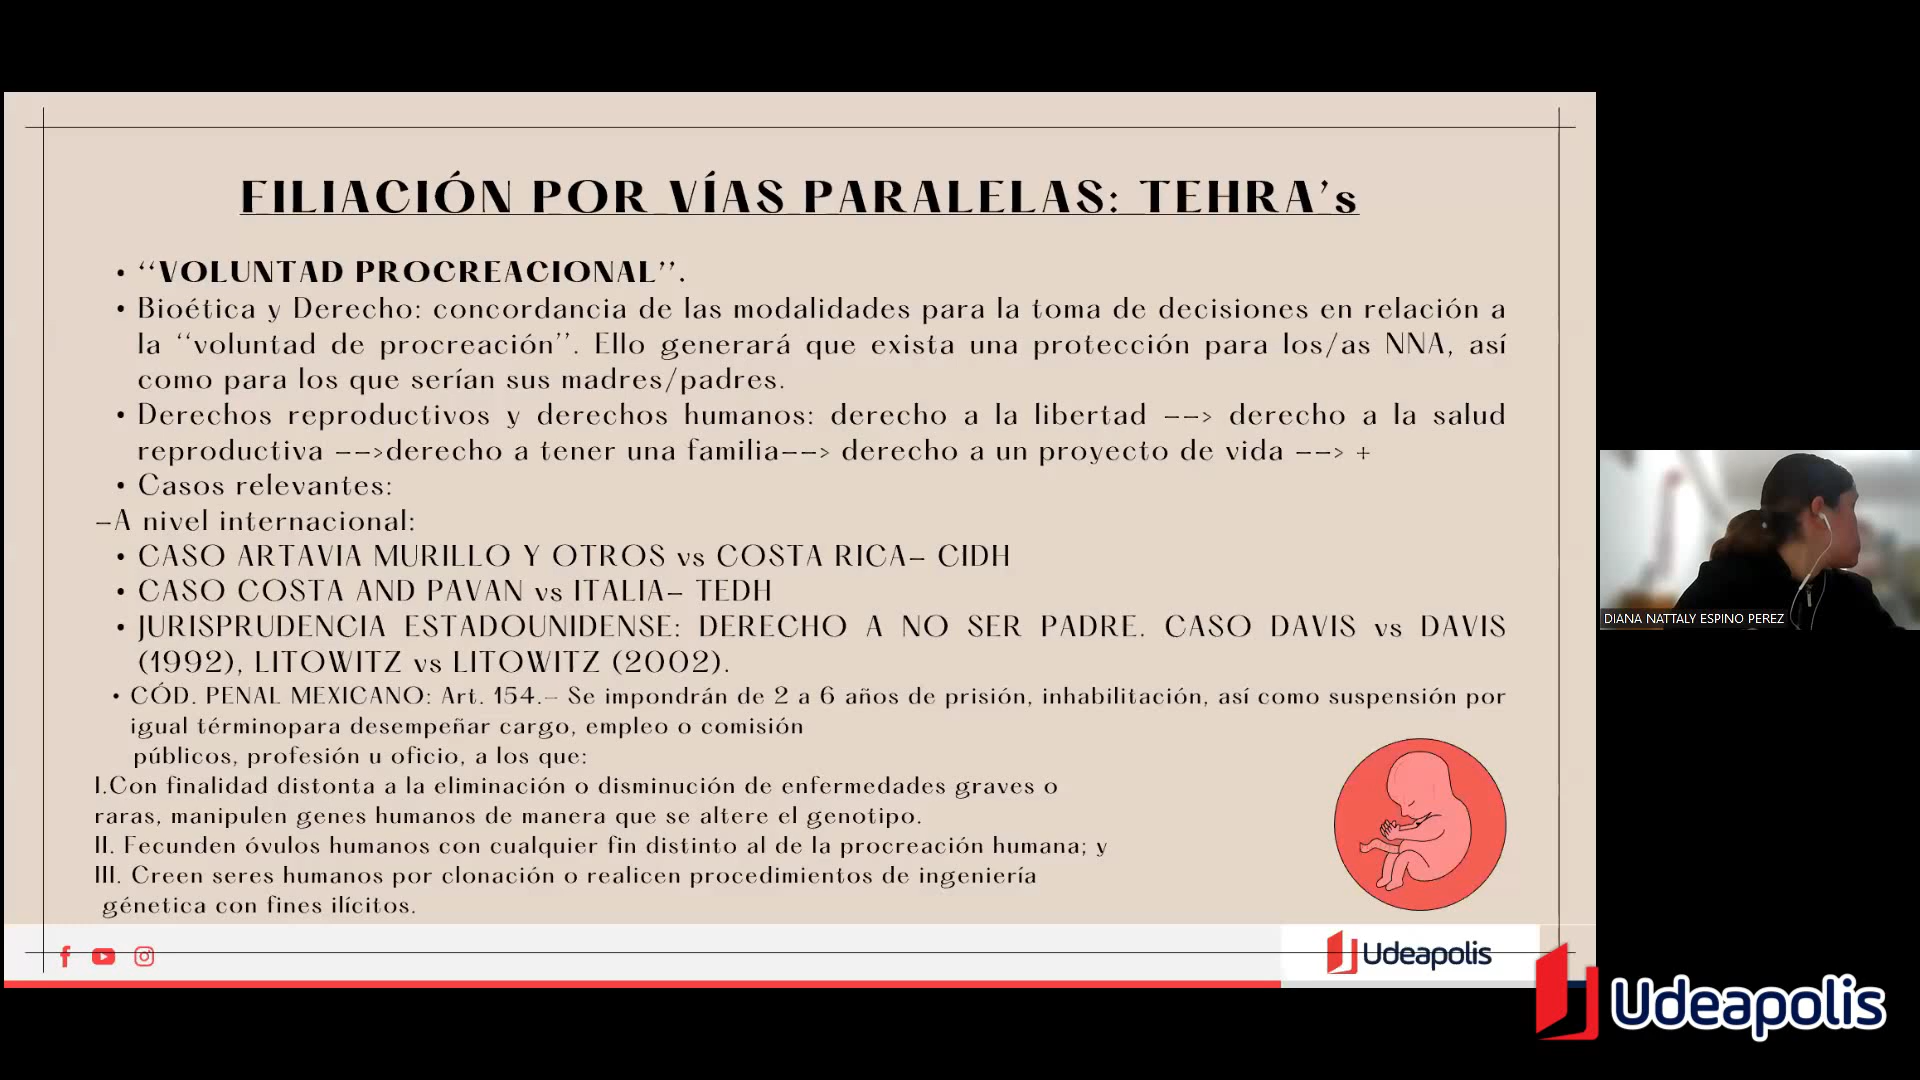 FILIACIÓN POR VÍAS PARALELAS: TEHRA's
• “VOLUNTAD PROCREACIONAL”.
• Bioética y Derecho: concordancia de las modalidades para la toma de decisiones en relación a
la “voluntad de procreación”. Ello generará que exista una protección para los/as NNA, así
como para los que serían sus madres/padres.
• Derechos reproductivos y derechos humanos: derecho a la libertad --> derecho a la salud
reproductiva -->derecho a tener una familia--> derecho a un proyecto de vida --> +
• Casos relevantes:
-A nivel internacional:
• CASO ARTAVIA MURILLO Y OTROS vs COSTA RICA- CIDH
• CASO COSTA AND PAVAN vs ITALIA- TEDH
• JURISPRUDENCIA ESTADOUNIDENSE: DERECHO A NO SER PADRE. CASO DAVIS vs DAVIS
(1992), LITOWITZ vs LITOWITZ (2002).
• CÓD. PENAL MEXICANO: Art. 154.- Se impondrán de 2 a 6 años de prisión, inhabilitación, así como suspensión por
igual términopara desempeñar cargo, empleo o comisión
públicos, profesión u oficio, a los que:
I.Con finalidad distonta a la eliminación o disminución de enfermedades graves o
raras, manipulen genes humanos de manera que se altere el genotipo.
II. Fecunden óvulos humanos con cualquier fin distinto al de la procreación humana; y
III. Creen seres humanos por clonación o realicen procedimientos de ingeniería
génetica con fines ilícitos.
DIANA NATTALY ESPINO PEREZ
Udeapolis
Udeapolis